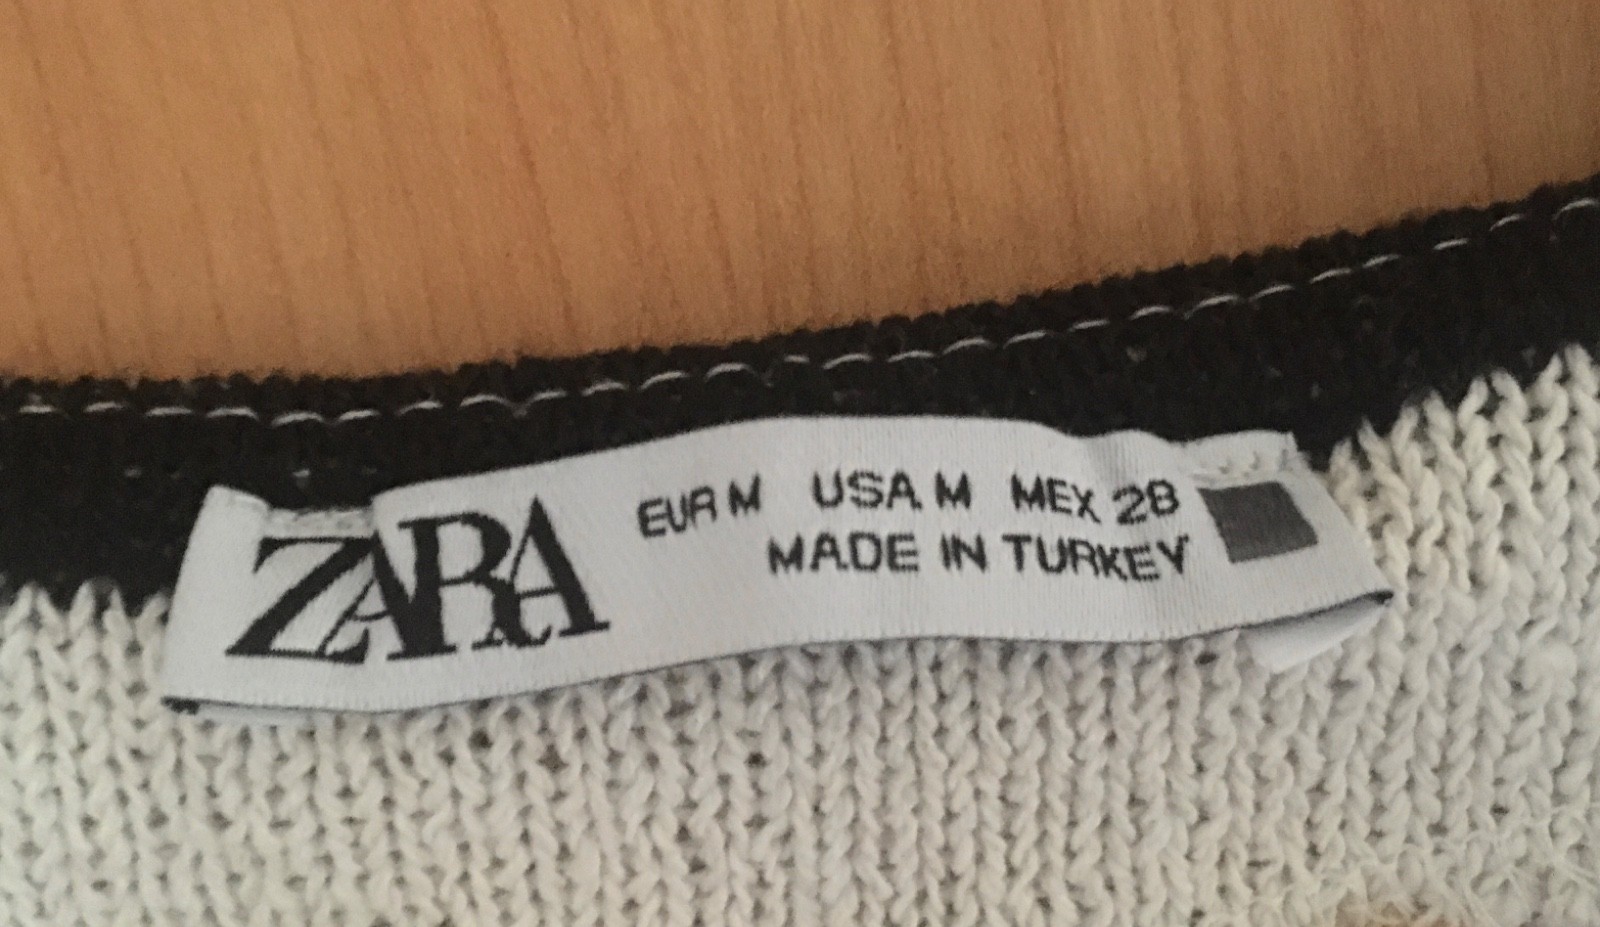 ZARA
EUR M USA M MEX 28
MADE IN TURKEY